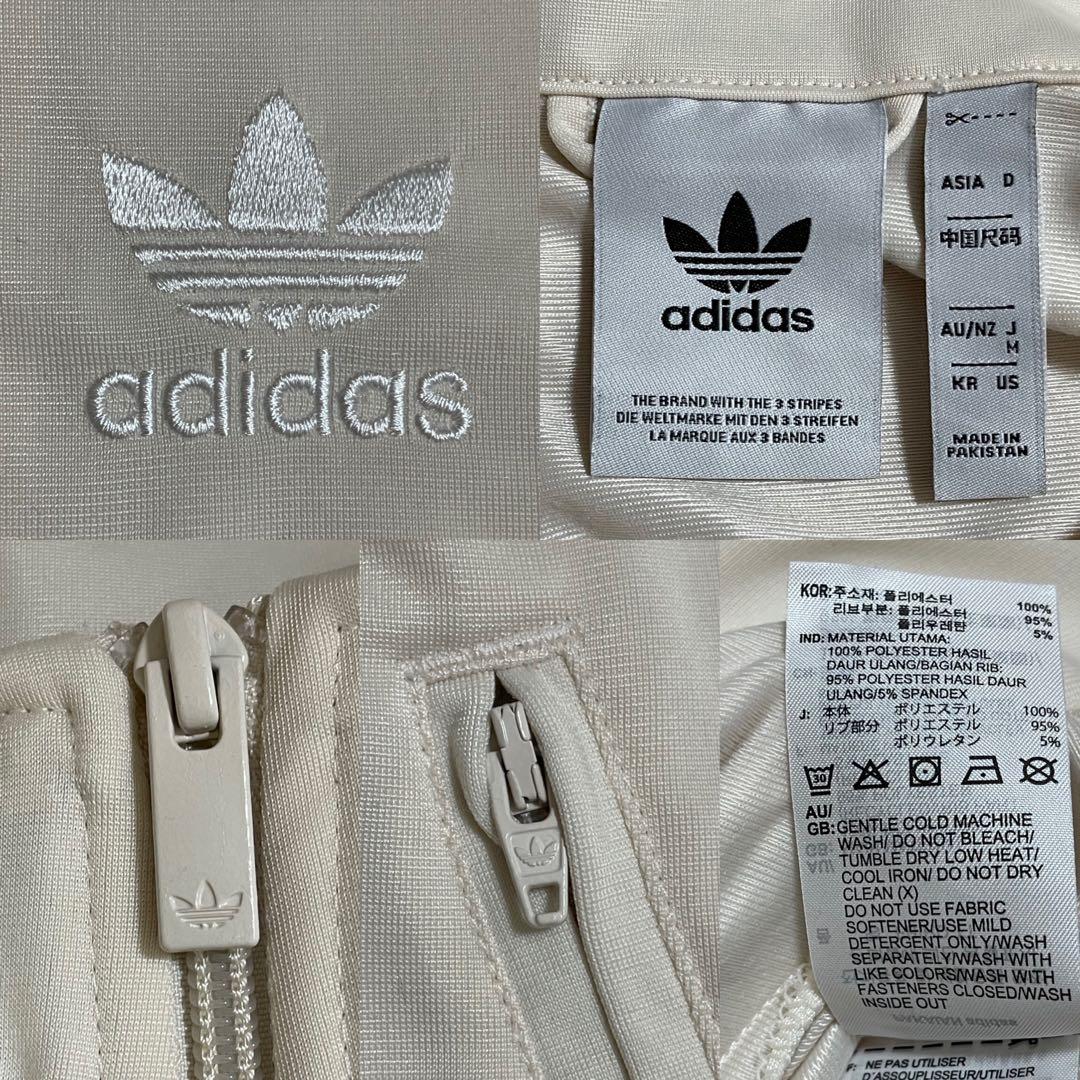 adidas
adidas
THE BRAND WITH THE 3 STRIPES
DIE WELTMARKE MIT DEN 3 STREIFEN
LA MARQUE AUX 3 BANDES
ASIA D
中国尺码
AU/NZ J
M
KR US
MADE IN
PAKISTAN
KOR: 주소재: 폴리에스터 100%
리브부분: 폴리에스터 95%
폴리우레탄 5%
IND: MATERIAL UTAMA:
100% POLYESTER HASIL
DAUR ULANG/BAGIAN RIB:
95% POLYESTER HASIL DAUR
ULANG/5% SPANDEX
J: 本体 ポリエステル 100%
リブ部分 ポリエステル 95%
ポリウレタン 5%
30
AU/
GB: GENTLE COLD MACHINE
WASH/ DO NOT BLEACH/
TUMBLE DRY LOW HEAT/
COOL IRON/ DO NOT DRY
CLEAN (X)
DO NOT USE FABRIC
SOFTENER/USE MILD
DETERGENT ONLY/WASH
SEPARATELY/WASH WITH
LIKE COLORS/WASH WITH
FASTENERS CLOSED/WASH
INSIDE OUT
F: NE PAS UTILISER
D'ASSOUPLISSEUR/UTILISER